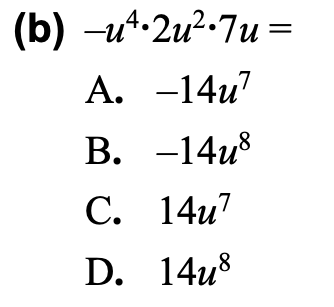 (b) –u⁴·2u²·7u =
A. –14u⁷
B. –14u⁸
C. 14u⁷
D. 14u⁸